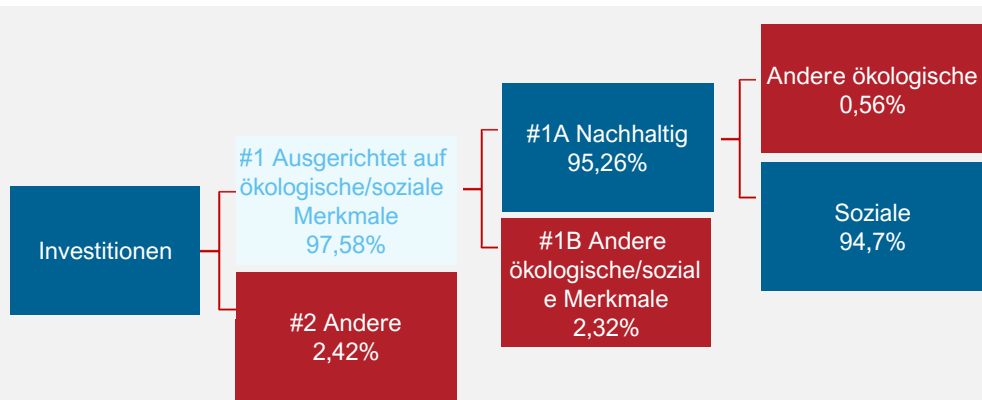 Investitionen
#1 Ausgerichtet auf
ökologische/soziale
Merkmale
97,58%
#2 Andere
2,42%
#1A Nachhaltig
95,26%
#1B Andere
ökologische/sozial
e Merkmale
2,32%
Andere ökologische
0,56%
Soziale
94,7%